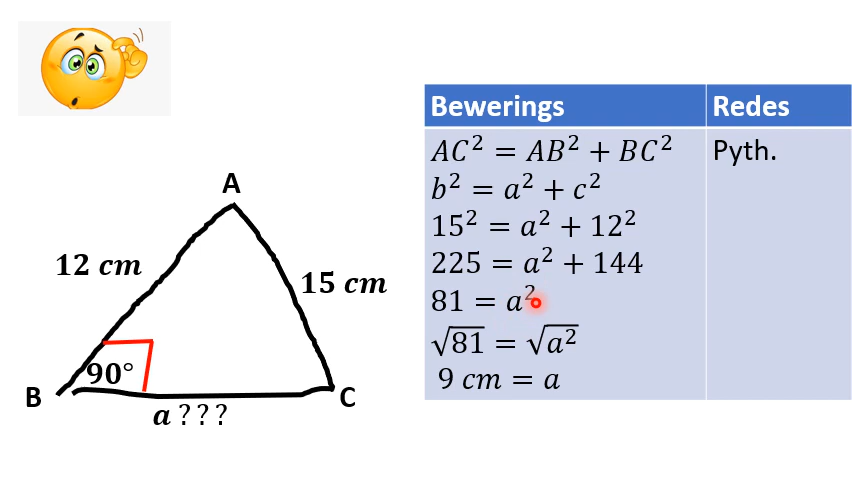 A
12 cm
15 cm
90°
B
C
a ? ? ?
Bewerings
Redes
AC² = AB² + BC²
Pyth.
b² = a² + c²
15² = a² + 12²
225 = a² + 144
81 = a²
√81 = √a²
9 cm = a